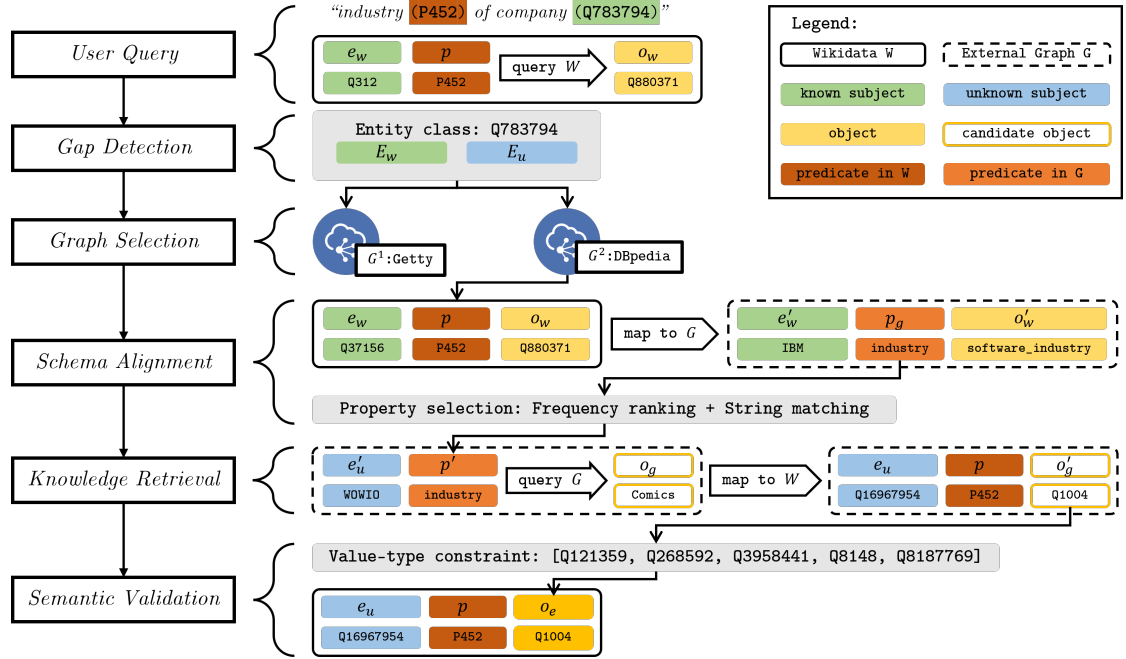 User Query
"industry (P452) of company (Q783794)"
e_w p query W o_w
Q312 P452 Q880371
Legend:
Wikidata W External Graph G
known subject unknown subject
object candidate object
predicate in W predicate in G
Gap Detection
Entity class: Q783794
E_w E_u
Graph Selection
G¹:Getty G²:DBpedia
Schema Alignment
e_w p o_w map to G e'_w p_g o'_w
Q37156 P452 Q880371 IBM industry software_industry
Property selection: Frequency ranking + String matching
Knowledge Retrieval
e'_u p' query G o_g map to W e_u p o'_g
WOWIO industry Comics Q16967954 P452 Q1004
Semantic Validation
Value-type constraint: [Q121359, Q268592, Q3958441, Q8148, Q8187769]
e_u p o_e
Q16967954 P452 Q1004